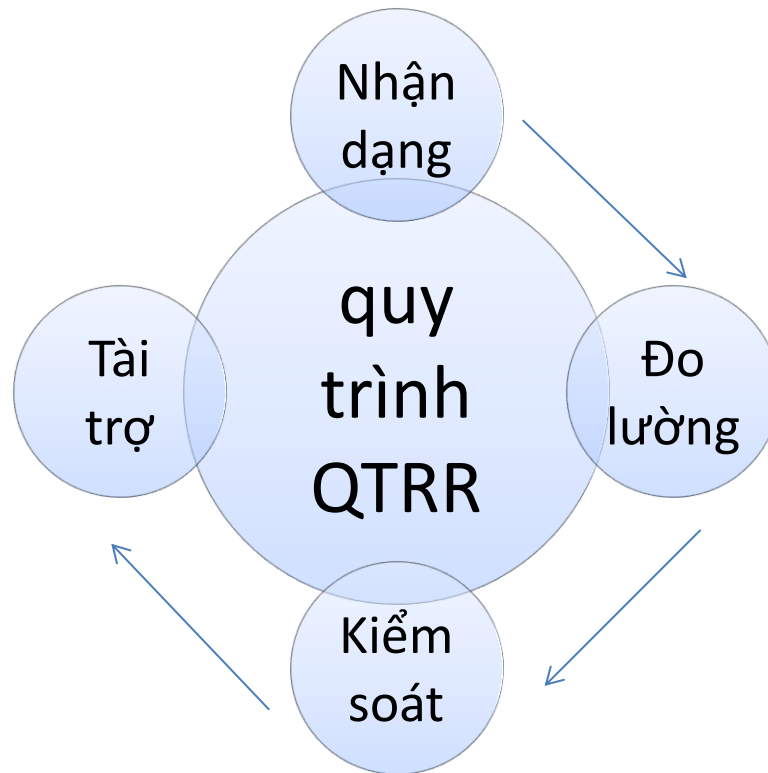 Nhận
dạng
quy
trình
QTRR
Đo
lường
Kiểm
soát
Tài
trợ